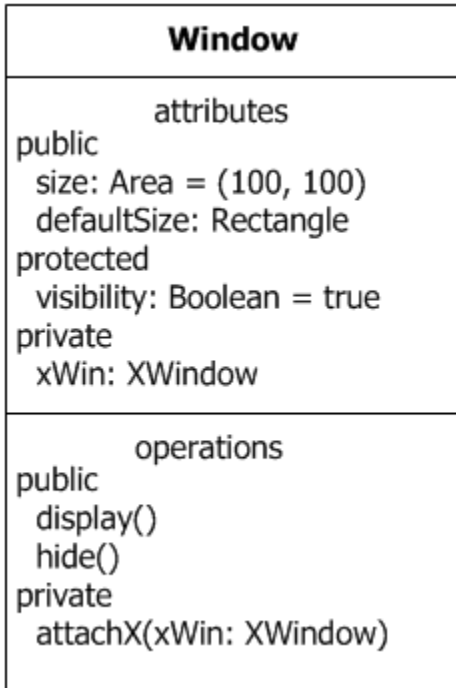 Window
attributes
public
size: Area = (100, 100)
defaultSize: Rectangle
protected
visibility: Boolean = true
private
xWin: XWindow
operations
public
display()
hide()
private
attachX(xWin: XWindow)